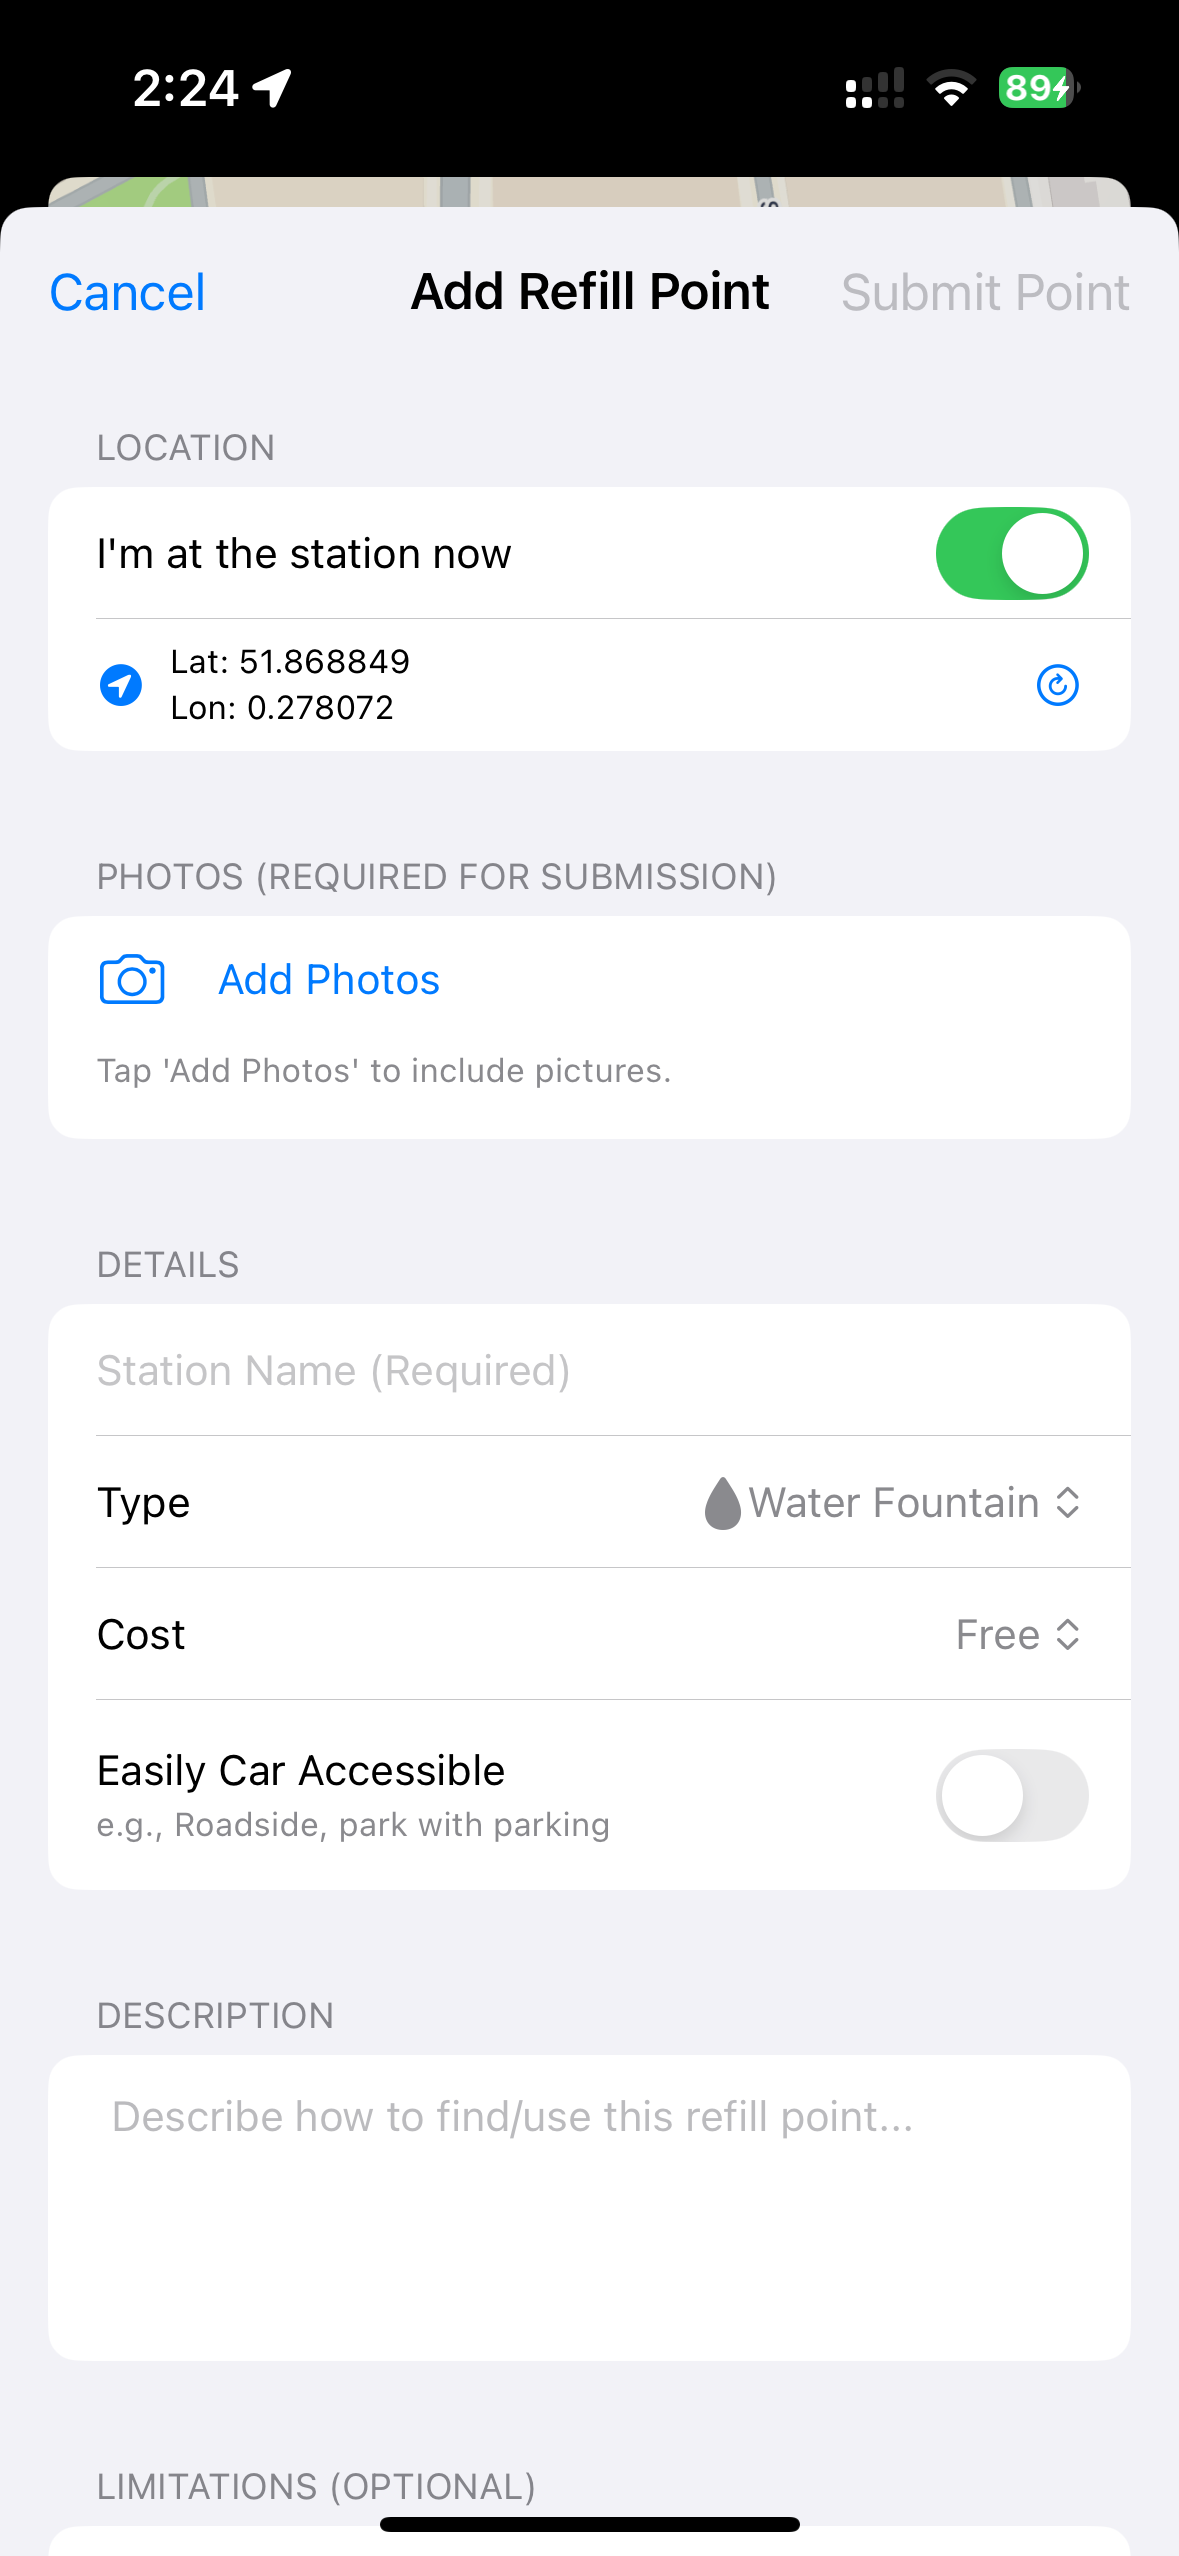 2:24
89
Cancel
Add Refill Point
Submit Point
LOCATION
I'm at the station now
Lat: 51.868849
Lon: 0.278072
PHOTOS (REQUIRED FOR SUBMISSION)
Add Photos
Tap 'Add Photos' to include pictures.
DETAILS
Station Name (Required)
Type
Water Fountain
Cost
Free
Easily Car Accessible
e.g., Roadside, park with parking
DESCRIPTION
Describe how to find/use this refill point...
LIMITATIONS (OPTIONAL)